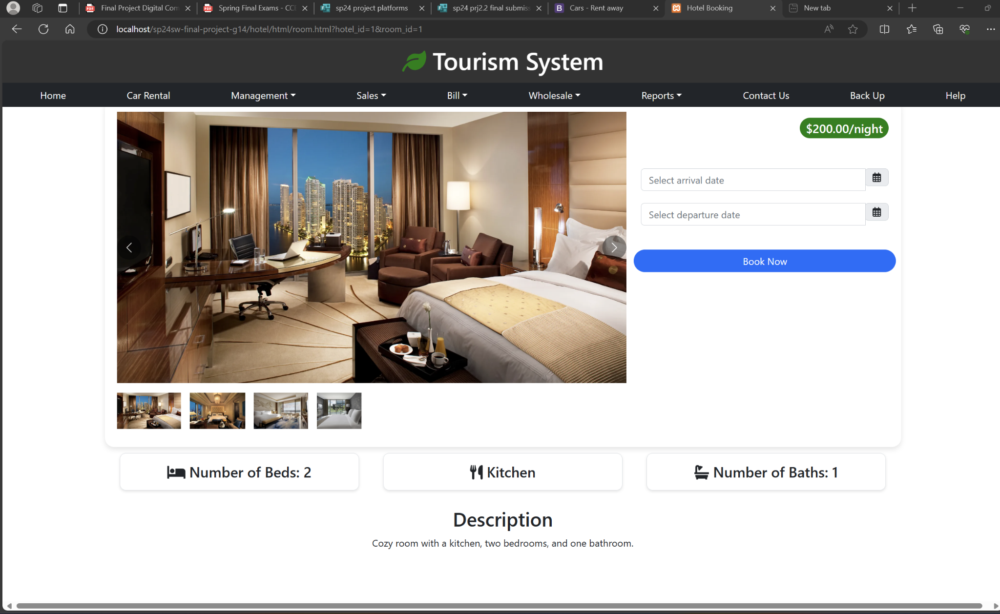 Final Project Digital Com
Spring Final Exams - CCE
sp24 project platforms
sp24 prj2.2 final submiss
Cars - Rent away
Hotel Booking
New tab
localhost/sp24sw-final-project-g14/hotel/html/room.html?hotel_id=1&room_id=1
Tourism System
Home
Car Rental
Management
Sales
Bill
Wholesale
Reports
Contact Us
Back Up
Help
$200.00/night
Select arrival date
Select departure date
Book Now
Number of Beds: 2
Kitchen
Number of Baths: 1
Description
Cozy room with a kitchen, two bedrooms, and one bathroom.